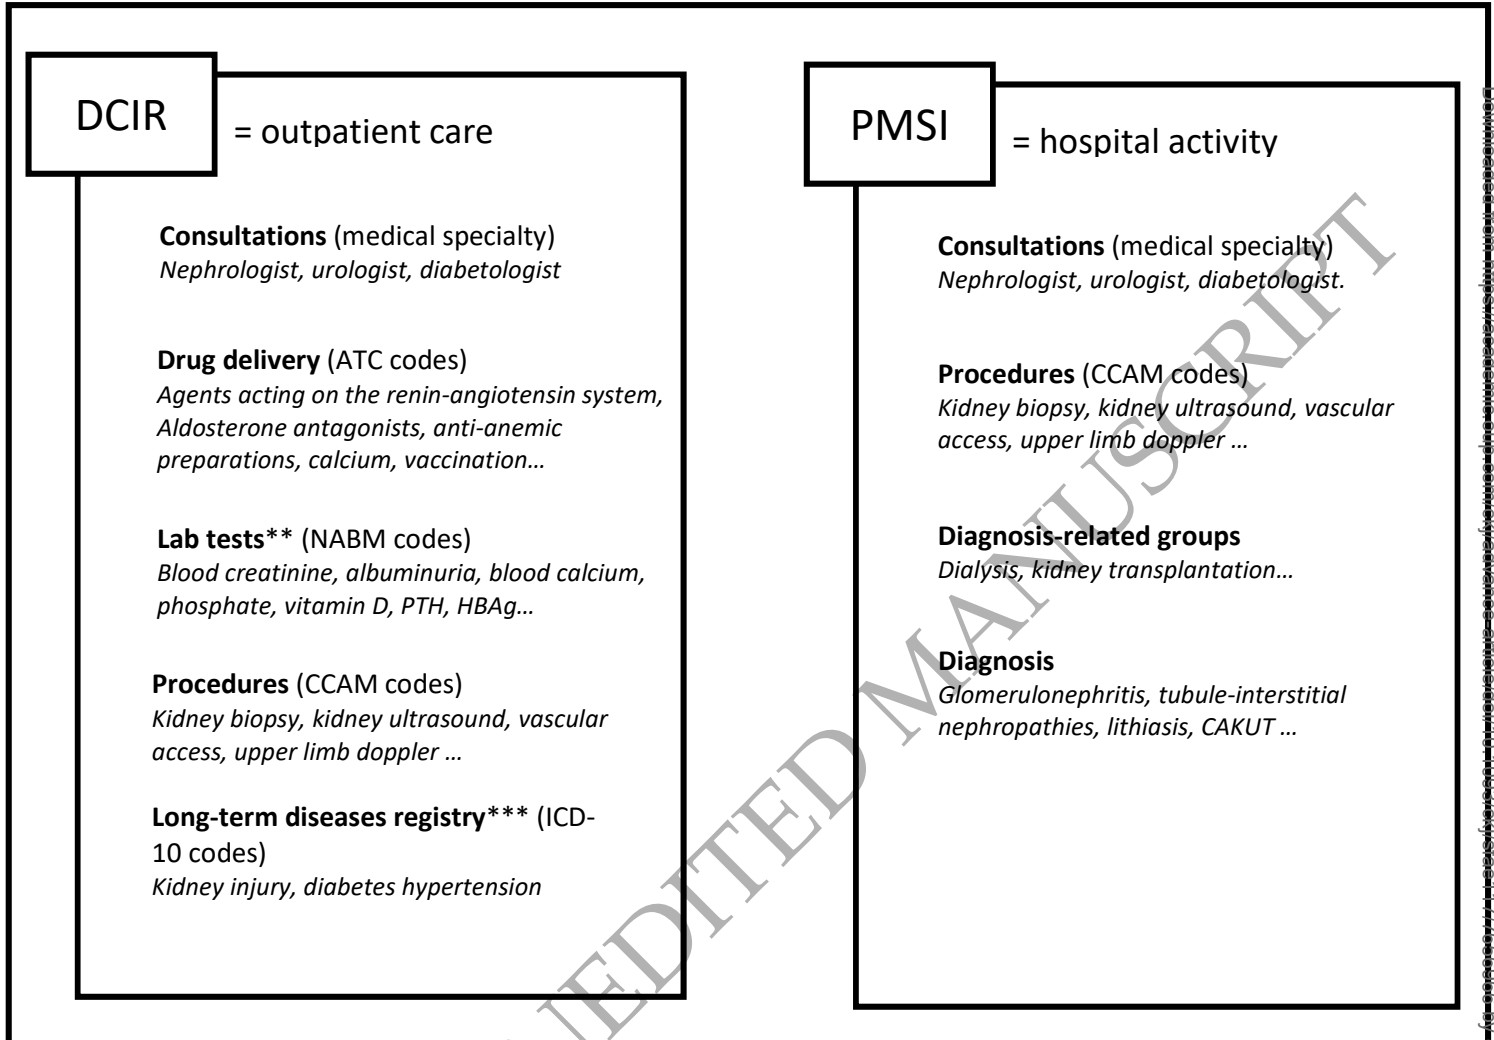 DCIR
= outpatient care
Consultations (medical specialty)
Nephrologist, urologist, diabetologist
Drug delivery (ATC codes)
Agents acting on the renin-angiotensin system,
Aldosterone antagonists, anti-anemic
preparations, calcium, vaccination…
Lab tests** (NABM codes)
Blood creatinine, albuminuria, blood calcium,
phosphate, vitamin D, PTH, HBAg…
Procedures (CCAM codes)
Kidney biopsy, kidney ultrasound, vascular
access, upper limb doppler …
Long-term diseases registry*** (ICD-
10 codes)
Kidney injury, diabetes hypertension
PMSI
= hospital activity
Consultations (medical specialty)
Nephrologist, urologist, diabetologist.
Procedures (CCAM codes)
Kidney biopsy, kidney ultrasound, vascular
access, upper limb doppler …
Diagnosis-related groups
Dialysis, kidney transplantation…
Diagnosis
Glomerulonephritis, tubule-interstitial
nephropathies, lithiasis, CAKUT …
EDITED MANUSCRIPT